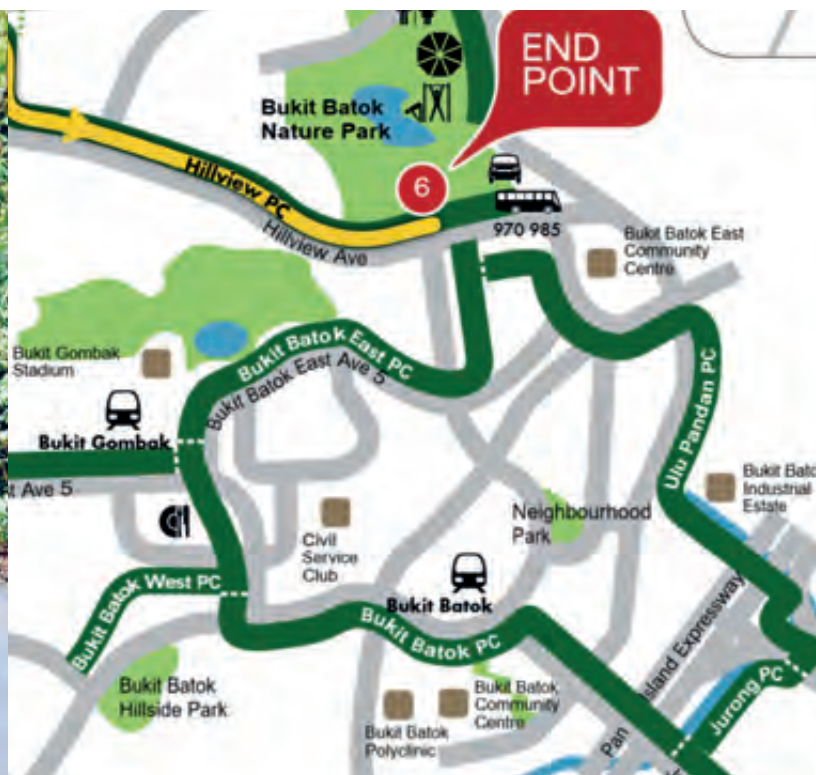 END
POINT
Bukit Batok
Nature Park
6
Hillview PC
Hillview Ave
970 985
Bukit Batok East
Community
Centre
Bukit Batok East PC
Bukit Batok East Ave 5
Bukit Gombak
Stadium
Bukit Gombak
Ave 5
Ulu Pandan PC
Industrial
Estate
Neighbourhood
Park
Civil
Service
Club
Bukit Batok
Bukit Batok West PC
Bukit Batok PC
Expressway
Bukit Batok
Hillside Park
Bukit Batok
Community
Centre
Bukit Batok
Polyclinic
Pan
Jurong PC